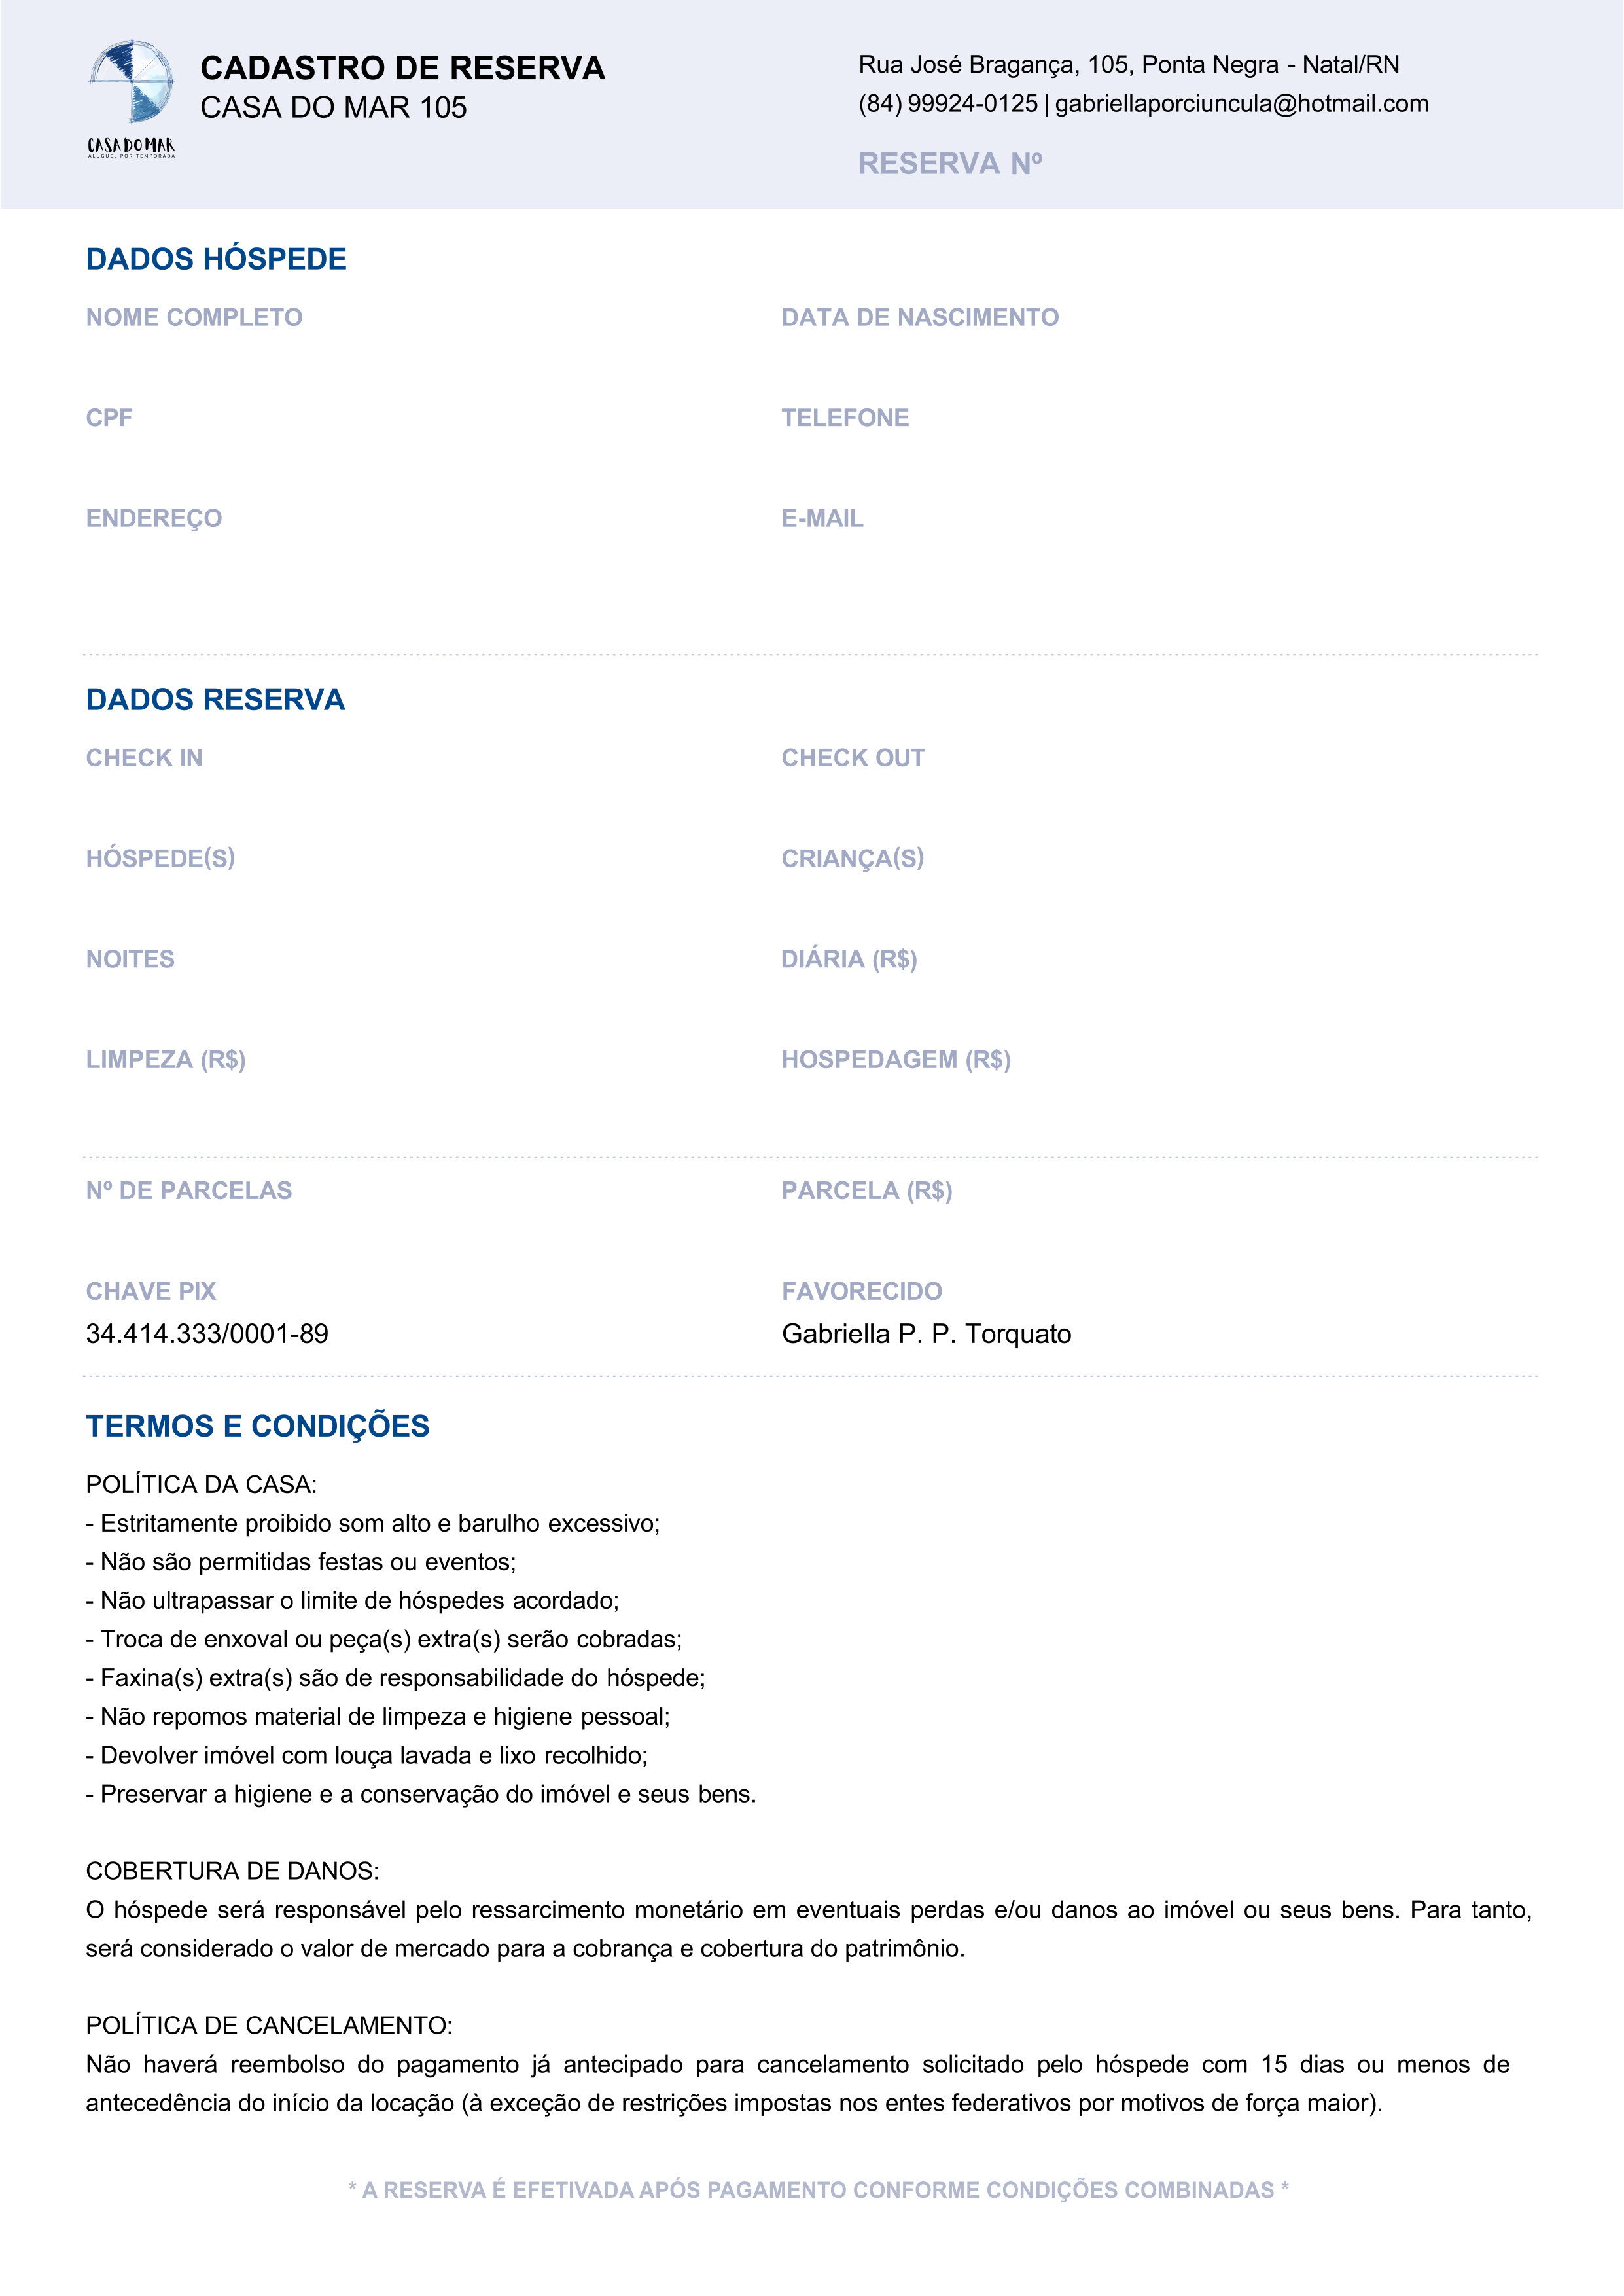 CASA DO MAR
ALUGUEL POR TEMPORADA
CADASTRO DE RESERVA
CASA DO MAR 105
Rua José Bragança, 105, Ponta Negra - Natal/RN
(84) 99924-0125 | gabriellaporciuncula@hotmail.com
RESERVA Nº
DADOS HÓSPEDE
NOME COMPLETO
DATA DE NASCIMENTO
CPF
TELEFONE
ENDEREÇO
E-MAIL
DADOS RESERVA
CHECK IN
CHECK OUT
HÓSPEDE(S)
CRIANÇA(S)
NOITES
DIÁRIA (R$)
LIMPEZA (R$)
HOSPEDAGEM (R$)
Nº DE PARCELAS
PARCELA (R$)
CHAVE PIX
FAVORECIDO
34.414.333/0001-89
Gabriella P. P. Torquato
TERMOS E CONDIÇÕES
POLÍTICA DA CASA:
- Estritamente proibido som alto e barulho excessivo;
- Não são permitidas festas ou eventos;
- Não ultrapassar o limite de hóspedes acordado;
- Troca de enxoval ou peça(s) extra(s) serão cobradas;
- Faxina(s) extra(s) são de responsabilidade do hóspede;
- Não repomos material de limpeza e higiene pessoal;
- Devolver imóvel com louça lavada e lixo recolhido;
- Preservar a higiene e a conservação do imóvel e seus bens.
COBERTURA DE DANOS:
O hóspede será responsável pelo ressarcimento monetário em eventuais perdas e/ou danos ao imóvel ou seus bens. Para tanto,
será considerado o valor de mercado para a cobrança e cobertura do patrimônio.
POLÍTICA DE CANCELAMENTO:
Não haverá reembolso do pagamento já antecipado para cancelamento solicitado pelo hóspede com 15 dias ou menos de
antecedência do início da locação (à exceção de restrições impostas nos entes federativos por motivos de força maior).
* A RESERVA É EFETIVADA APÓS PAGAMENTO CONFORME CONDIÇÕES COMBINADAS *